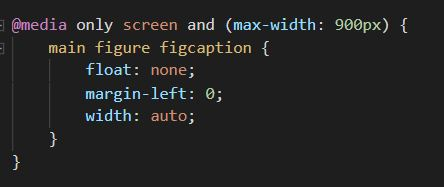 @media only screen and (max-width: 900px) {
main figure figcaption {
float: none;
margin-left: 0;
width: auto;
}
}